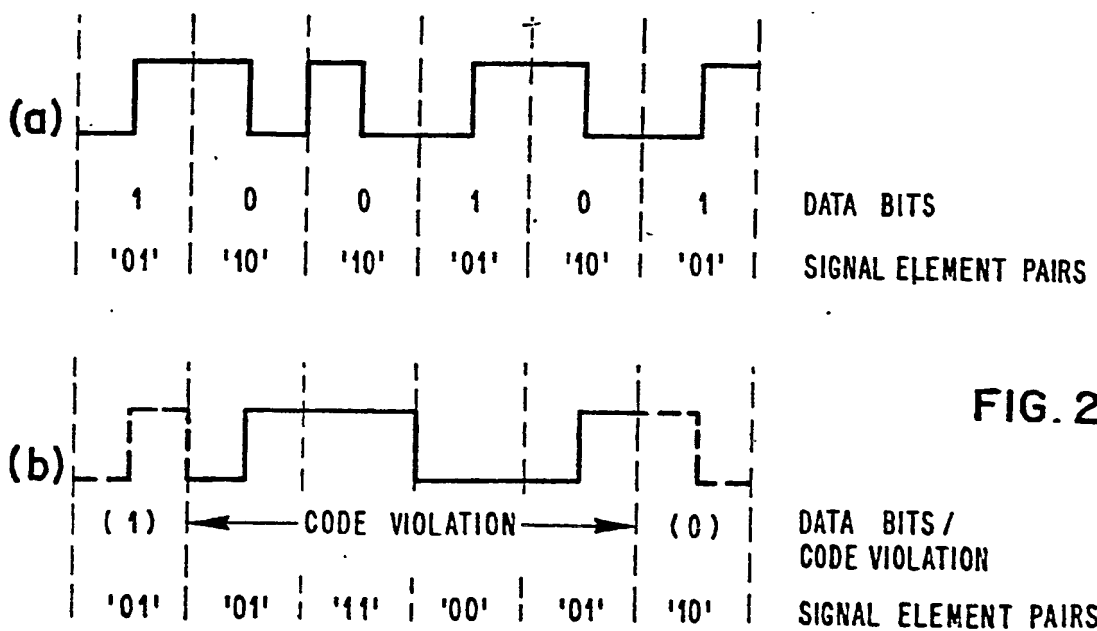 (a)
1 0 0 1 0 1 DATA BITS
'01' '10' '10' '01' '10' '01' SIGNAL ELEMENT PAIRS
FIG. 2
(b)
(1) CODE VIOLATION (0) DATA BITS /
CODE VIOLATION
'01' '01' '11' '00' '01' '10' SIGNAL ELEMENT PAIRS